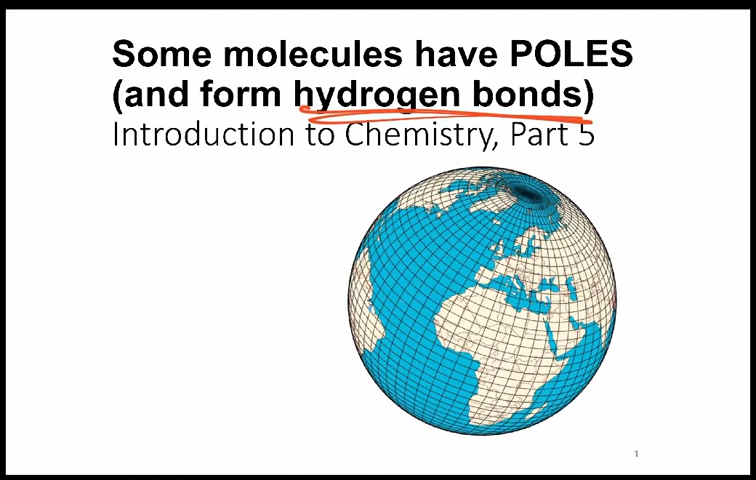 Some molecules have POLES
(and form hydrogen bonds)
Introduction to Chemistry, Part 5
1